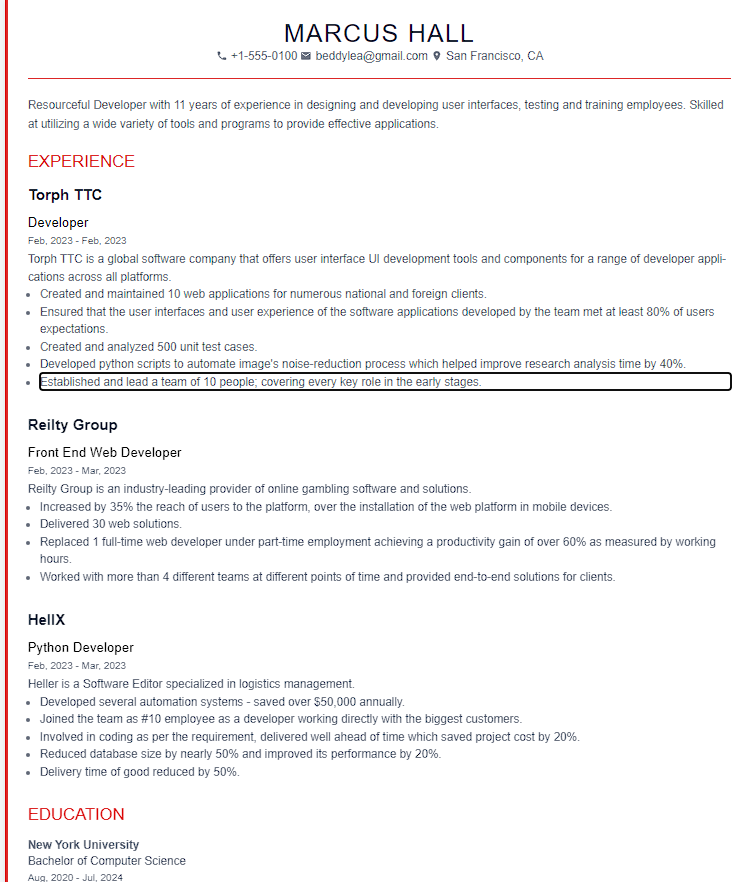 MARCUS HALL
+1-555-0100 beddylea@gmail.com San Francisco, CA
Resourceful Developer with 11 years of experience in designing and developing user interfaces, testing and training employees. Skilled
at utilizing a wide variety of tools and programs to provide effective applications.
EXPERIENCE
Torph TTC
Developer
Feb, 2023 - Feb, 2023
Torph TTC is a global software company that offers user interface UI development tools and components for a range of developer appli-
cations across all platforms.
• Created and maintained 10 web applications for numerous national and foreign clients.
• Ensured that the user interfaces and user experience of the software applications developed by the team met at least 80% of users
expectations.
• Created and analyzed 500 unit test cases.
• Developed python scripts to automate image's noise-reduction process which helped improve research analysis time by 40%.
• Established and lead a team of 10 people; covering every key role in the early stages.
Reilty Group
Front End Web Developer
Feb, 2023 - Mar, 2023
Reilty Group is an industry-leading provider of online gambling software and solutions.
• Increased by 35% the reach of users to the platform, over the installation of the web platform in mobile devices.
• Delivered 30 web solutions.
• Replaced 1 full-time web developer under part-time employment achieving a productivity gain of over 60% as measured by working
hours.
• Worked with more than 4 different teams at different points of time and provided end-to-end solutions for clients.
HellX
Python Developer
Feb, 2023 - Mar, 2023
Heller is a Software Editor specialized in logistics management.
• Developed several automation systems - saved over $50,000 annually.
• Joined the team as #10 employee as a developer working directly with the biggest customers.
• Involved in coding as per the requirement, delivered well ahead of time which saved project cost by 20%.
• Reduced database size by nearly 50% and improved its performance by 20%.
• Delivery time of good reduced by 50%.
EDUCATION
New York University
Bachelor of Computer Science
Aug, 2020 - Jul, 2024